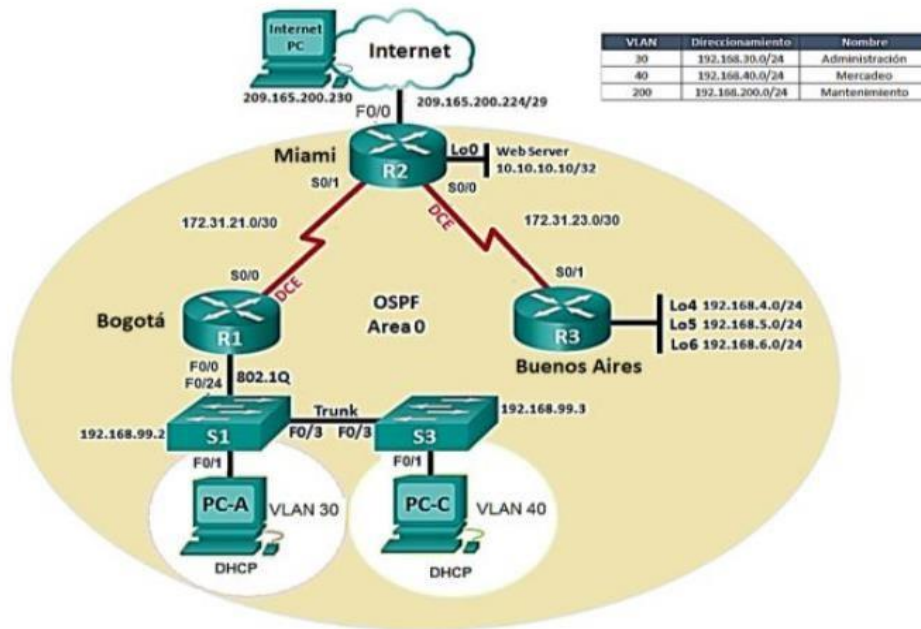 Internet
PC
Internet
209.165.200.230
209.165.200.224/29
F0/0
VLAN Direccionamiento Nombre
30 192.168.30.0/24 Administración
40 192.168.40.0/24 Mercadeo
200 192.168.200.0/24 Mantenimiento
Miami
R2
Lo0
Web Server
10.10.10.10/32
S0/1
S0/0
DCE
172.31.21.0/30
172.31.23.0/30
S0/0
DCE
S0/1
OSPF
Area 0
Bogotá
R1
R3
Buenos Aires
Lo4 192.168.4.0/24
Lo5 192.168.5.0/24
Lo6 192.168.6.0/24
F0/0
F0/24
802.1Q
Trunk
F0/3 F0/3
192.168.99.2
S1
S3
192.168.99.3
F0/1
F0/1
PC-A
VLAN 30
DHCP
PC-C
VLAN 40
DHCP